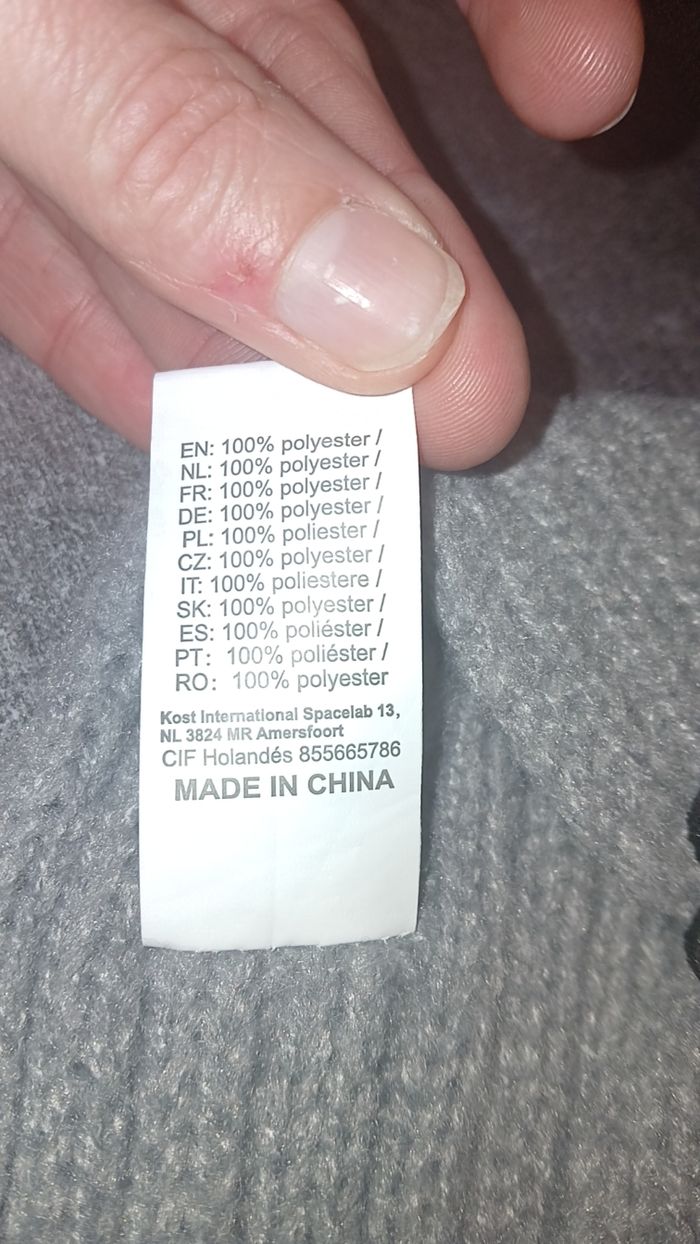 EN: 100% polyester /
NL: 100% polyester /
FR: 100% polyester /
DE: 100% polyester /
PL: 100% poliester /
CZ: 100% polyester /
IT: 100% poliestere /
SK: 100% polyester /
ES: 100% poliéster /
PT: 100% poliéster /
RO: 100% polyester
Kost International Spacelab 13,
NL 3824 MR Amersfoort
CIF Holandés 855665786
MADE IN CHINA